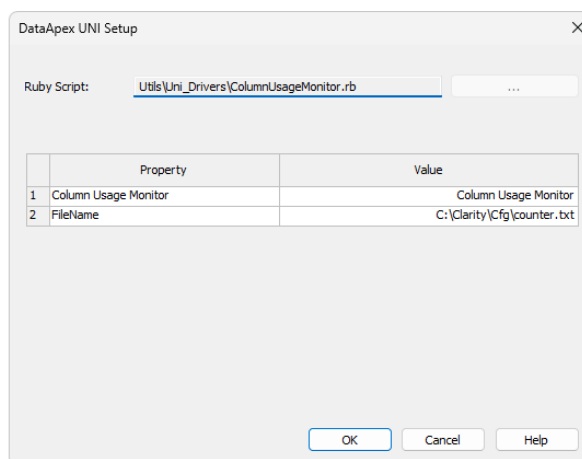 DataApex UNI Setup
Ruby Script: Utils\Uni_Drivers\ColumnUsageMonitor.rb ...
Property Value
1 Column Usage Monitor Column Usage Monitor
2 FileName C:\Clarity\Cfg\counter.txt
OK Cancel Help